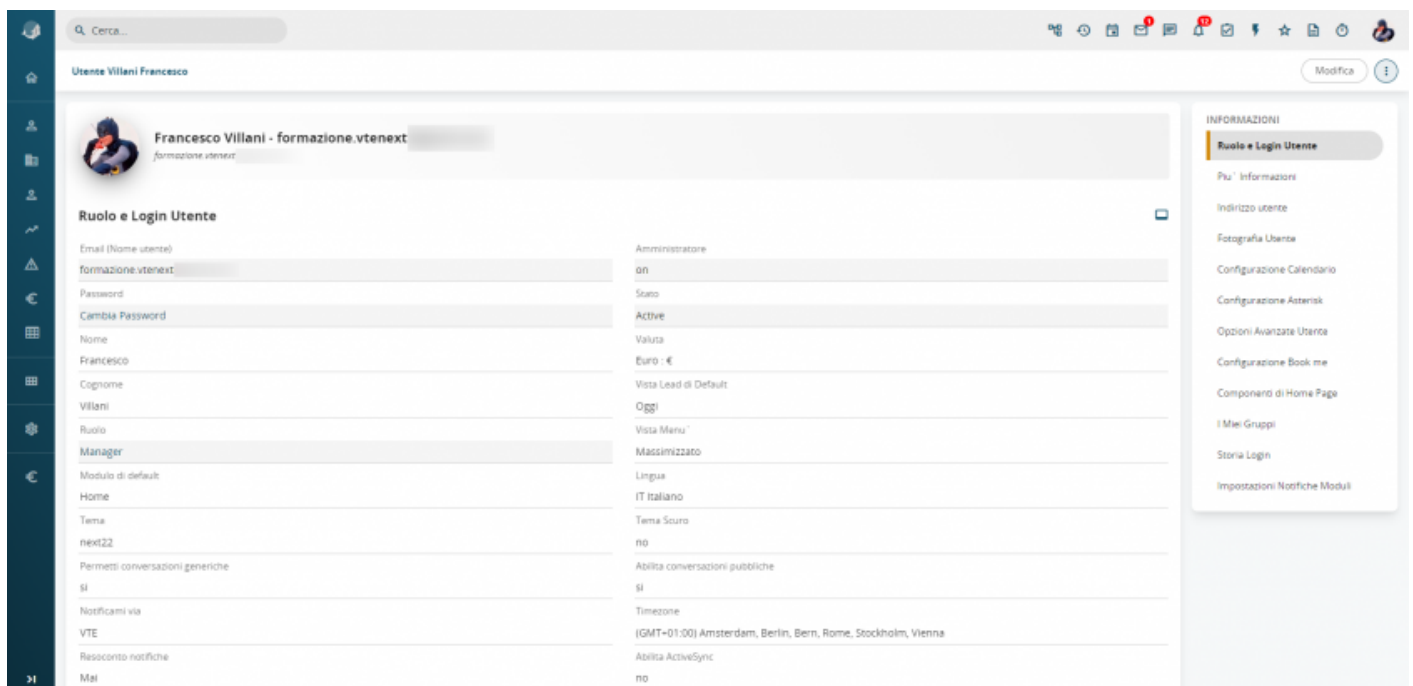 Cerca...
1
12
Utente Villani Francesco
Modifica
Francesco Villani - formazione.vtenext
formazione.vtenext
Ruolo e Login Utente
Email (Nome utente)
formazione.vtenext
Amministratore
on
Password
Cambia Password
Stato
Active
Nome
Francesco
Valuta
Euro : €
Cognome
Villani
Vista Lead di Default
Oggi
Ruolo
Manager
Vista Menu`
Massimizzato
Modulo di default
Home
Lingua
IT Italiano
Tema
next22
Tema Scuro
no
Permetti conversazioni generiche
si
Abilita conversazioni pubbliche
si
Notificami via
VTE
Timezone
(GMT+01:00) Amsterdam, Berlin, Bern, Rome, Stockholm, Vienna
Resoconto notifiche
Mai
Abilita ActiveSync
no
INFORMAZIONI
Ruolo e Login Utente
Piu` Informazioni
Indirizzo utente
Fotografia Utente
Configurazione Calendario
Configurazione Asterisk
Opzioni Avanzate Utente
Configurazione Book me
Componenti di Home Page
I Miei Gruppi
Storia Login
Impostazioni Notifiche Moduli